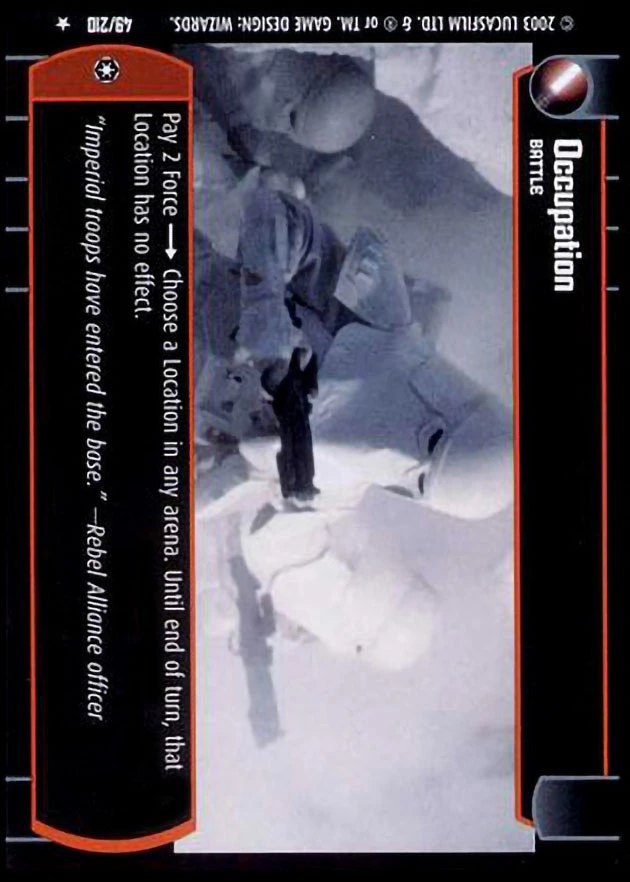 Occupation
BATTLE
Pay 2 Force → Choose a Location in any arena. Until end of turn, that
Location has no effect.
“Imperial troops have entered the base.” —Rebel Alliance officer
© 2003 LUCASFILM LTD. & ® or TM. GAME DESIGN: WIZARDS. 49/210 ★